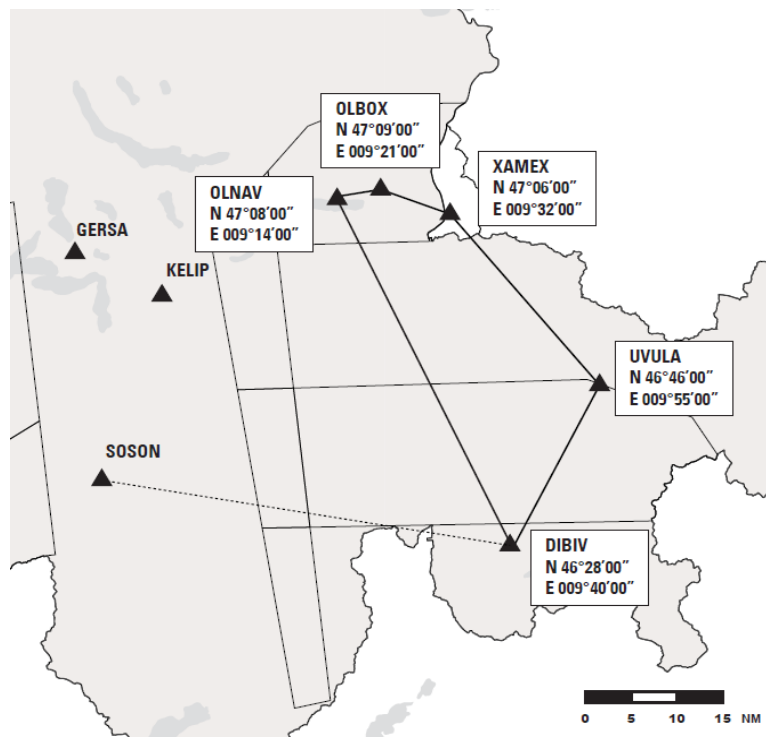 OLBOX
N 47°09′00″
E 009°21′00″
XAMEX
N 47°06′00″
E 009°32′00″
OLNAV
N 47°08′00″
E 009°14′00″
GERSA
KELIP
UVULA
N 46°46′00″
E 009°55′00″
SOSON
DIBIV
N 46°28′00″
E 009°40′00″
0 5 10 15 NM